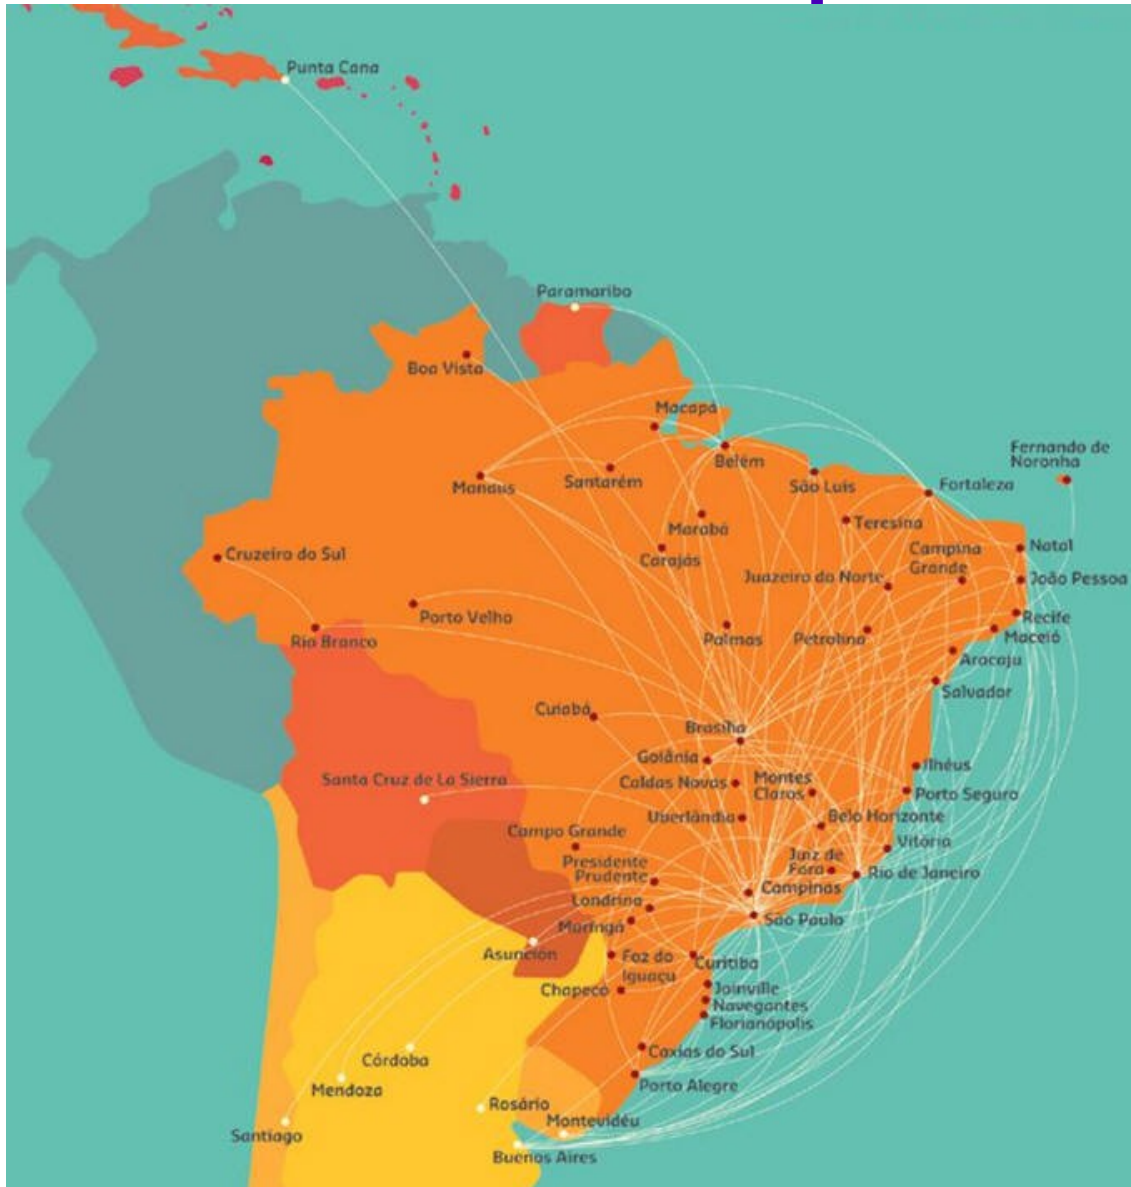 Punta Cana
Paramaribo
Boa Vista
Macapá
Belém
Fernando de
Noronha
Manaus
Santarém
São Luis
Fortaleza
Marabá
Teresina
Carajás
Campina
Grande
Natal
Cruzeiro do Sul
Juazeiro do Norte
João Pessoa
Porto Velho
Recife
Rio Branco
Palmas
Petrolina
Maceió
Aracaju
Salvador
Cuiabá
Brasília
Goiânia
Ilhéus
Santa Cruz de La Sierra
Caldas Novas
Montes
Claros
Porto Seguro
Uberlândia
Belo Horizonte
Campo Grande
Vitória
Presidente
Prudente
Juiz de
Fora
Rio de Janeiro
Campinas
Londrina
São Paulo
Maringá
Asuncion
Foz do
Iguaçu
Curitiba
Chapecó
Joinville
Navegantes
Florianópolis
Córdoba
Caxias do Sul
Mendoza
Porto Alegre
Rosário
Montevidéu
Santiago
Buenos Aires